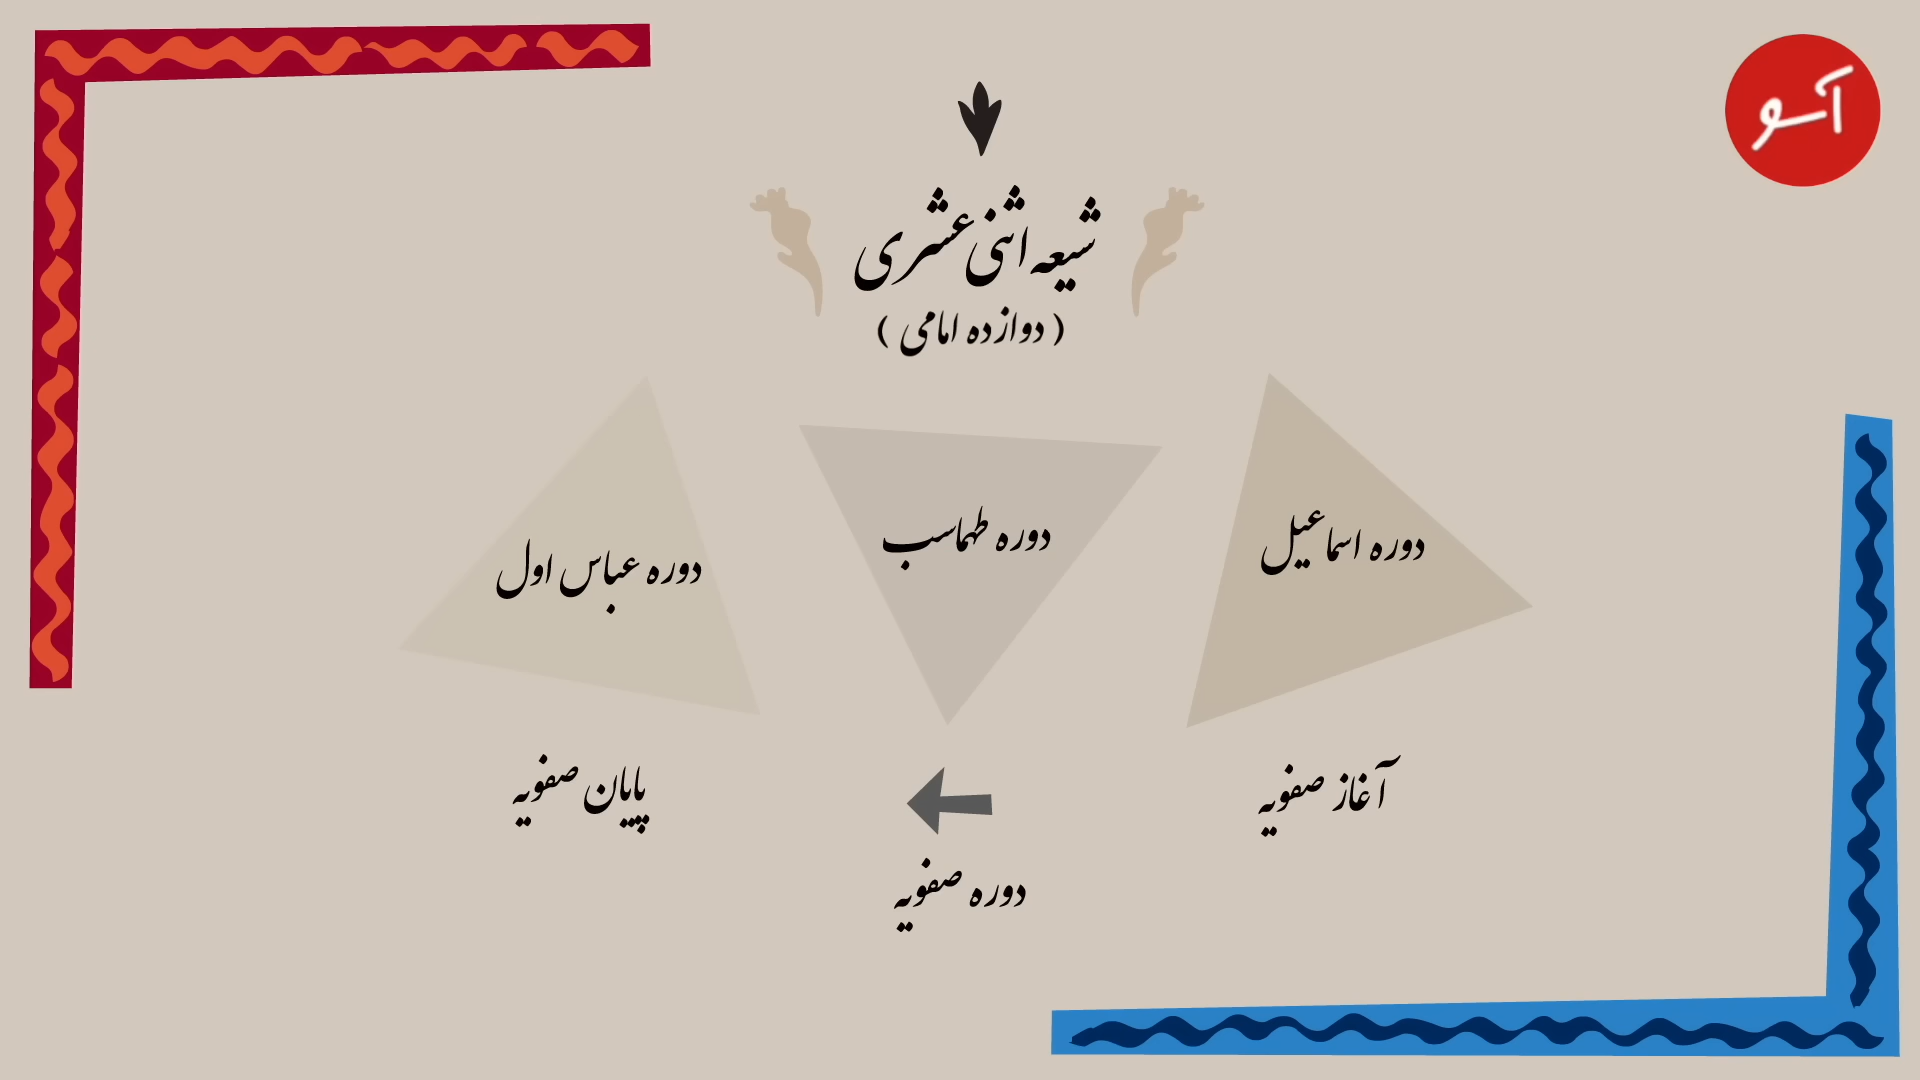 آسو
شیعه اثنی عشری
( دوازده امامی )
دوره اسماعیل
دوره طهماسب
دوره عباس اول
آغاز صفویه
پایان صفویه
دوره صفویه